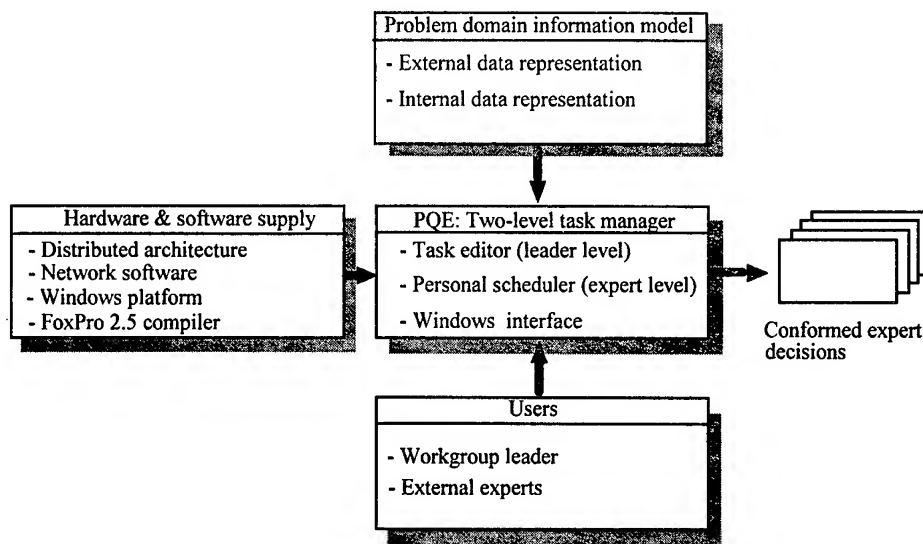 Problem domain information model
- External data representation
- Internal data representation
Hardware & software supply
- Distributed architecture
- Network software
- Windows platform
- FoxPro 2.5 compiler
PQE: Two-level task manager
- Task editor (leader level)
- Personal scheduler (expert level)
- Windows interface
Conformed expert
decisions
Users
- Workgroup leader
- External experts